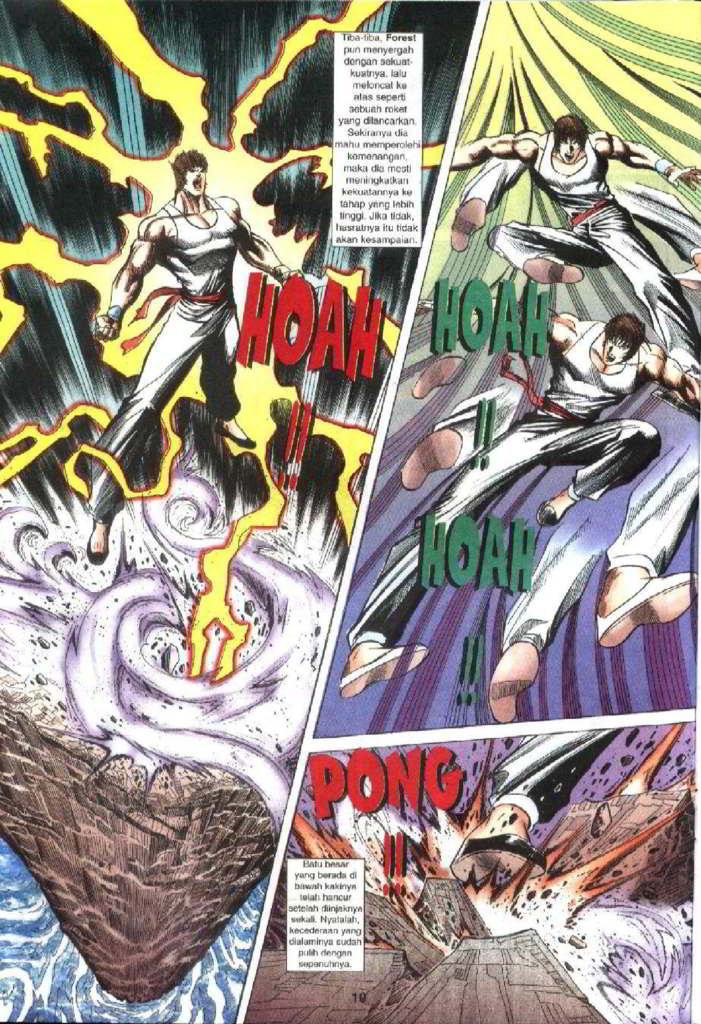 Tiba-tiba, Forest
pun menyergah
dengan sekuat-
kuatnya, lalu
meloncat ke
atas seperti
sebuah roket
yang dilancarkan.
Sekiranya dia
mahu memperolehi
kemenangan,
maka dia mesti
meningkatkan
kekuatannya ke
tahap yang lebih
tinggi. Jika tidak,
hasratnya itu tidak
akan kesampaian.
HOAH
!!
HOAH
!!
HOAH
!!
PONG
!!
Batu besar
yang berada di
bawah kakinya
telah hancur
setelah diinjaknya
sekali. Nyatalah,
kecederaan yang
dialaminya sudah
pulih dengan
sepenuhnya.
10